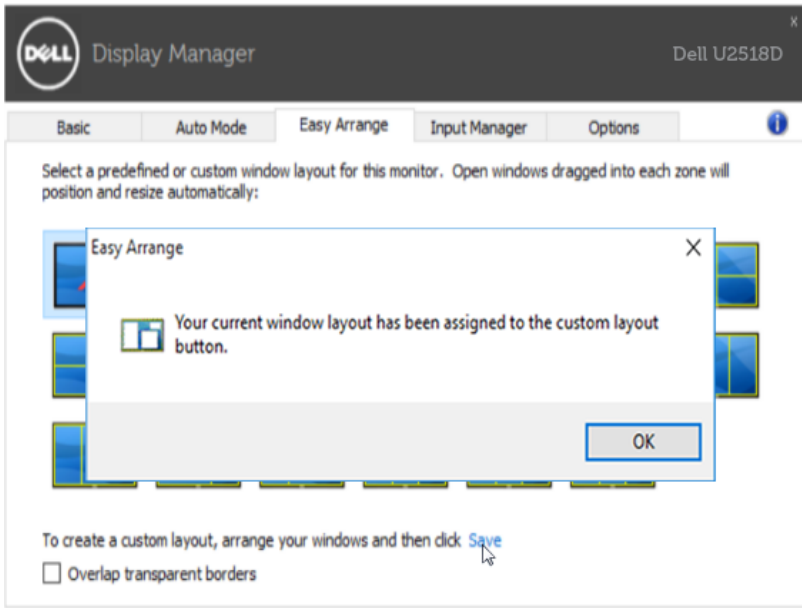 x
DELL
Display Manager
Dell U2518D
Basic
Auto Mode
Easy Arrange
Input Manager
Options
Select a predefined or custom window layout for this monitor. Open windows dragged into each zone will
position and resize automatically:
Easy Arrange
Your current window layout has been assigned to the custom layout
button.
OK
To create a custom layout, arrange your windows and then click Save
Overlap transparent borders